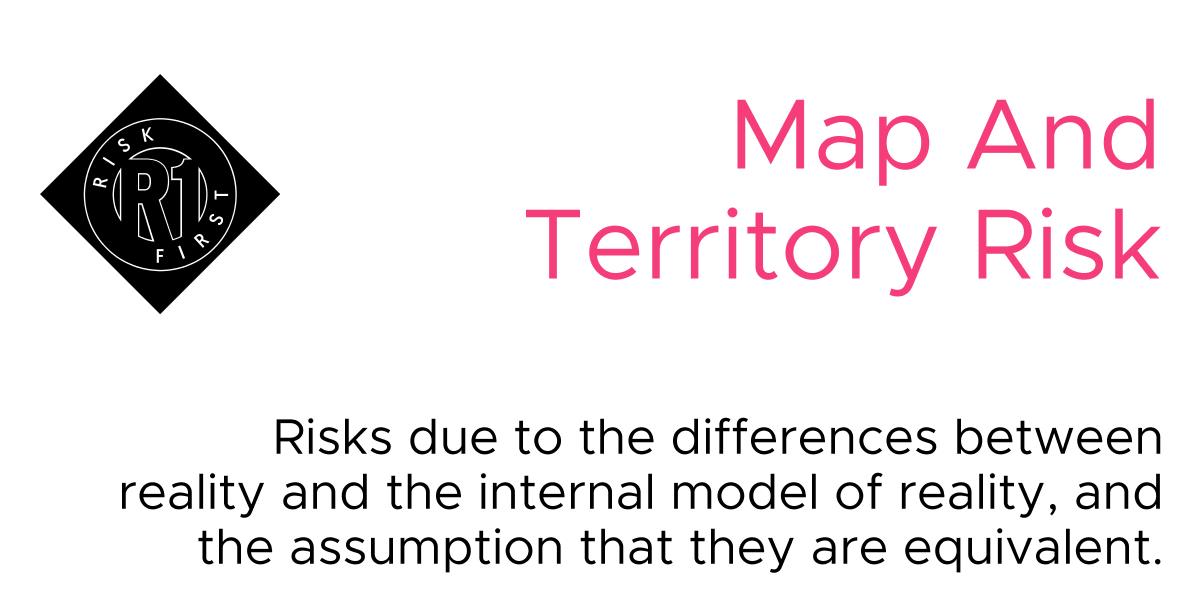 RISK
R1
FIRST
Map And
Territory Risk
Risks due to the differences between
reality and the internal model of reality, and
the assumption that they are equivalent.